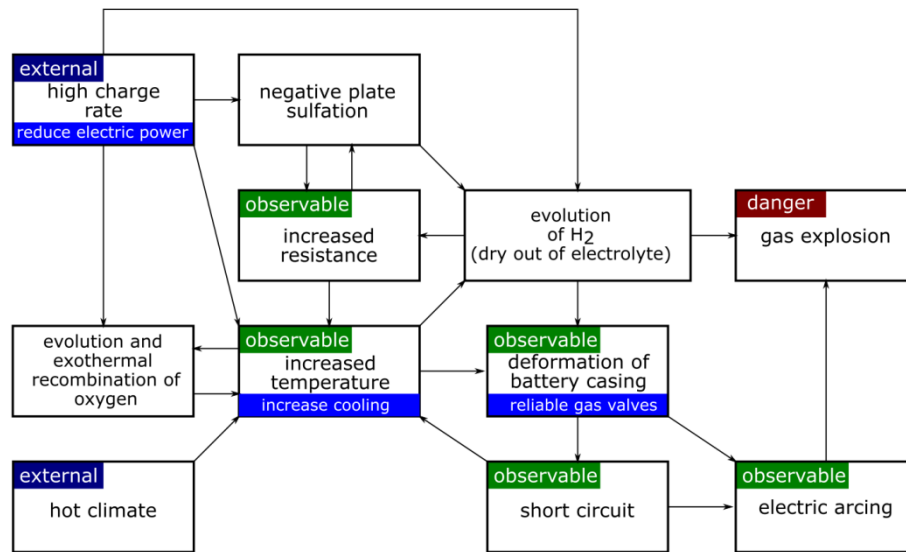 external
high charge
rate
reduce electric power
negative plate
sulfation
observable
increased
resistance
evolution
of H2
(dry out of electrolyte)
danger
gas explosion
evolution and
exothermal
recombination of
oxygen
observable
increased
temperature
increase cooling
observable
deformation of
battery casing
reliable gas valves
external
hot climate
observable
short circuit
observable
electric arcing